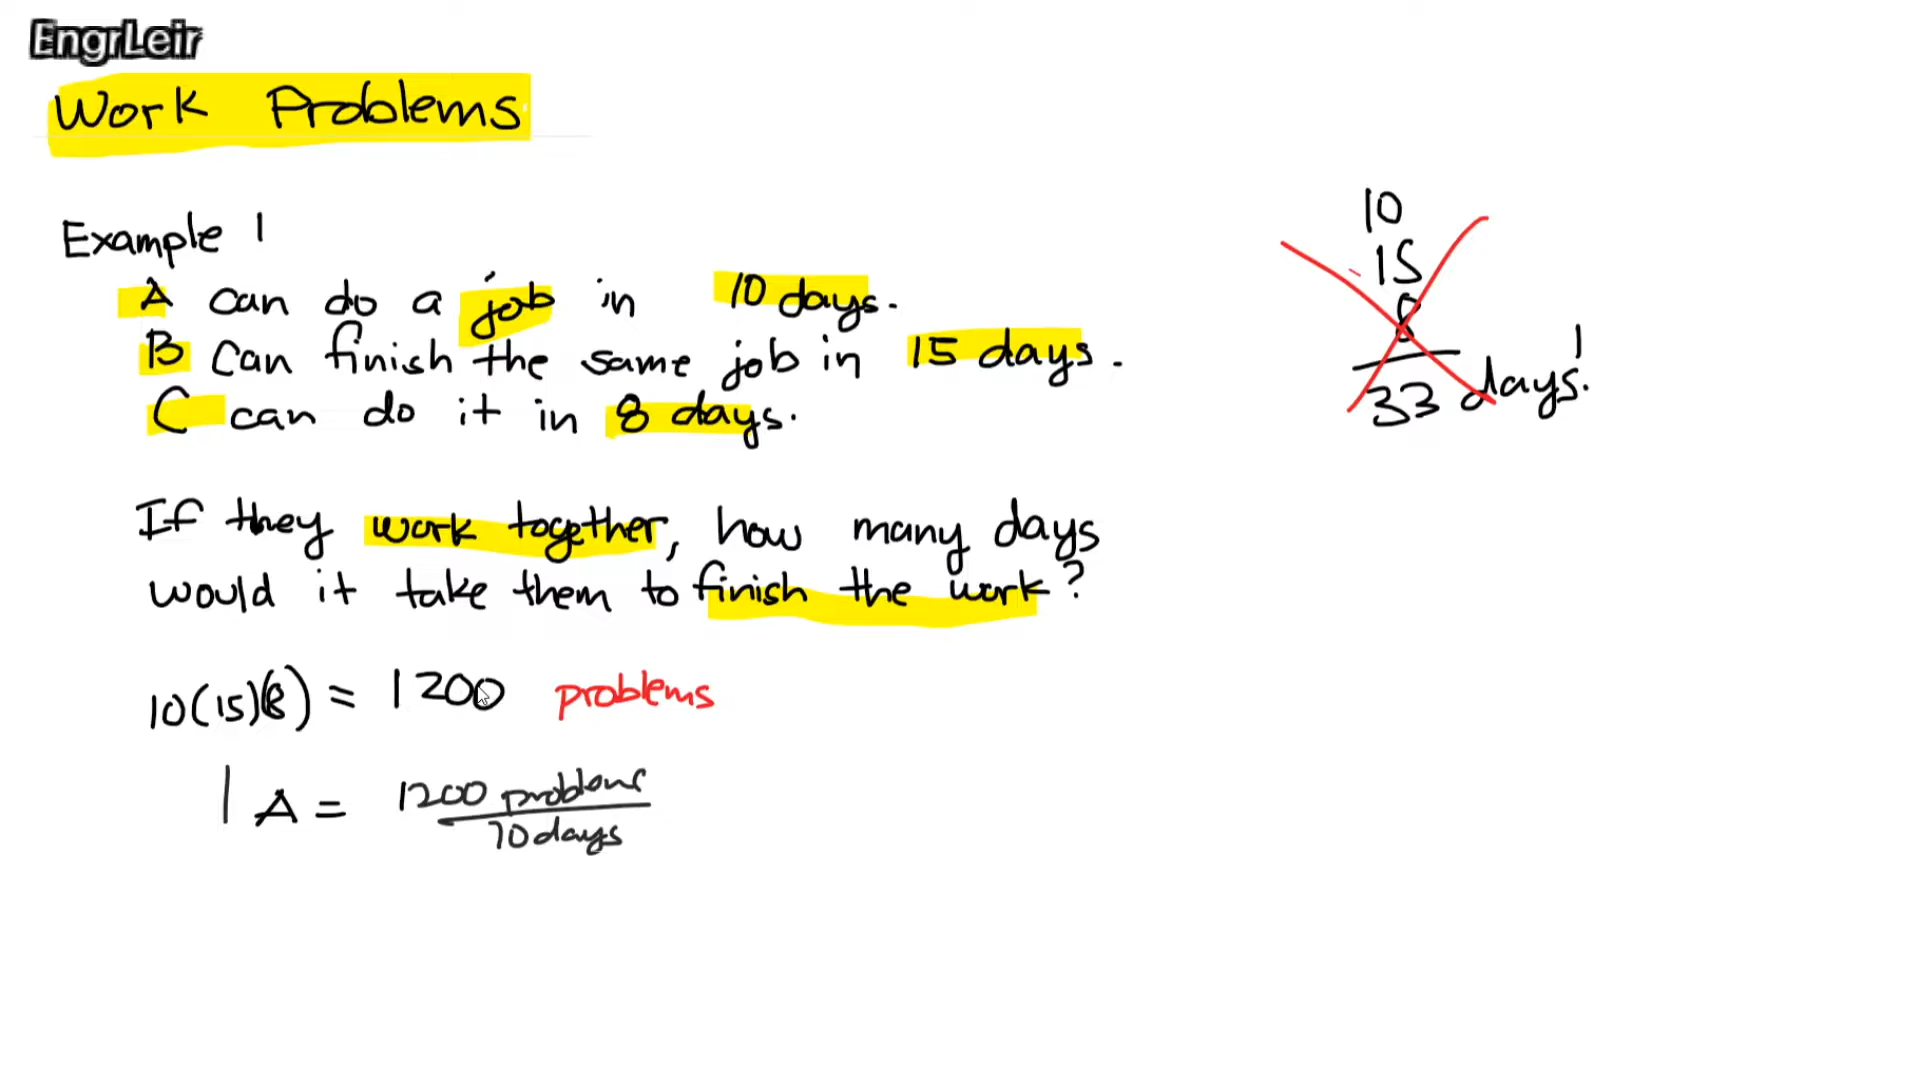 EngrLeir
Work Problems
Example 1
A can do a job in 10 days.
B can finish the same job in 15 days.
C can do it in 8 days.
If they work together, how many days
would it take them to finish the work?
10(15)(8) = 1200 problems
| A = 1200 problems
10 days
10
15
8
1
33 days.